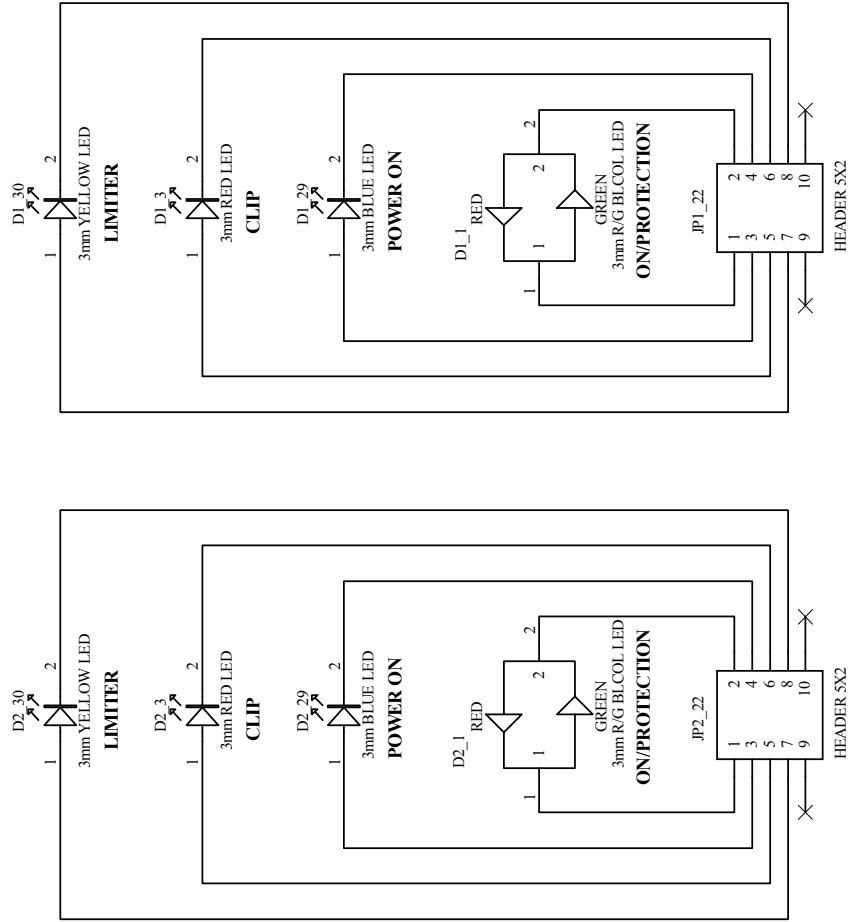 D1_30
1
2
3mm YELLOW LED
LIMITER
D1_3
1
2
3mm RED LED
CLIP
D1_29
1
2
3mm BLUE LED
POWER ON
D1_1
RED
1
1
2
2
GREEN
3mm R/G BLCOL LED
ON/PROTECTION
JP1_22
1 2
3 4
5 6
7 8
9 10
HEADER 5X2
D2_30
1
2
3mm YELLOW LED
LIMITER
D2_3
1
2
3mm RED LED
CLIP
D2_29
1
2
3mm BLUE LED
POWER ON
D2_1
RED
1
1
2
2
GREEN
3mm R/G BLCOL LED
ON/PROTECTION
JP2_22
1 2
3 4
5 6
7 8
9 10
HEADER 5X2